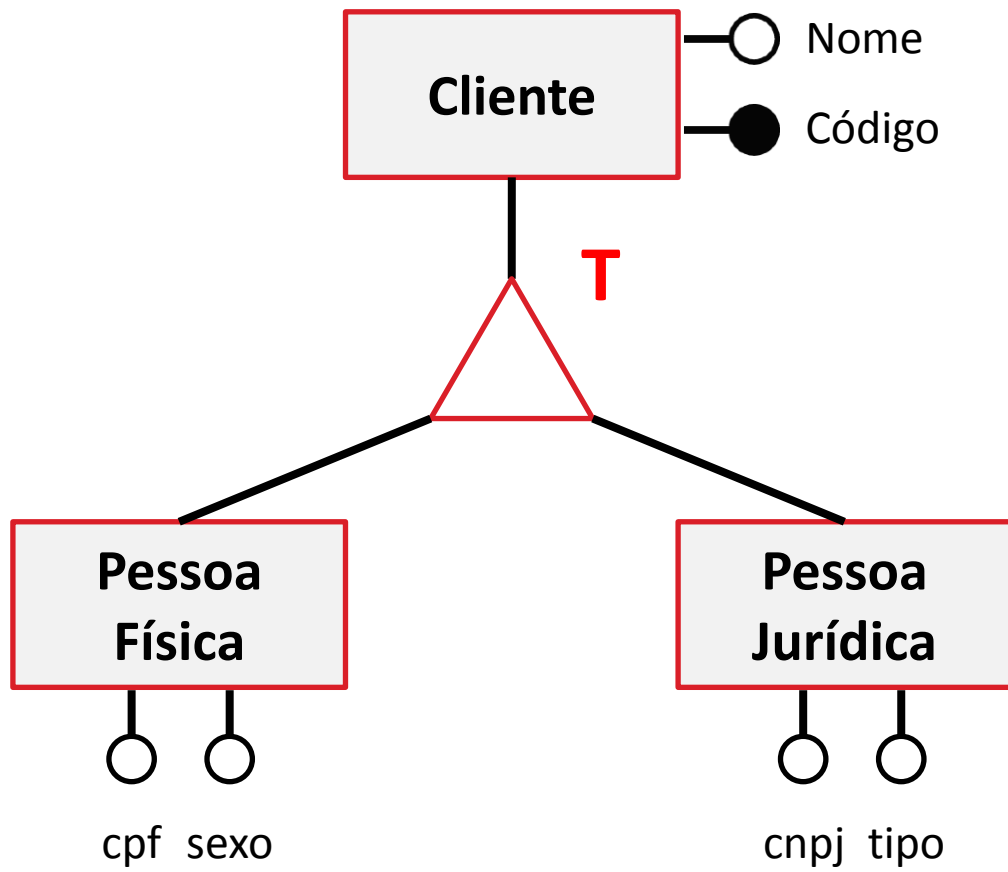 Nome
Cliente
Código
T
Pessoa
Física
Pessoa
Jurídica
cpf sexo
cnpj tipo